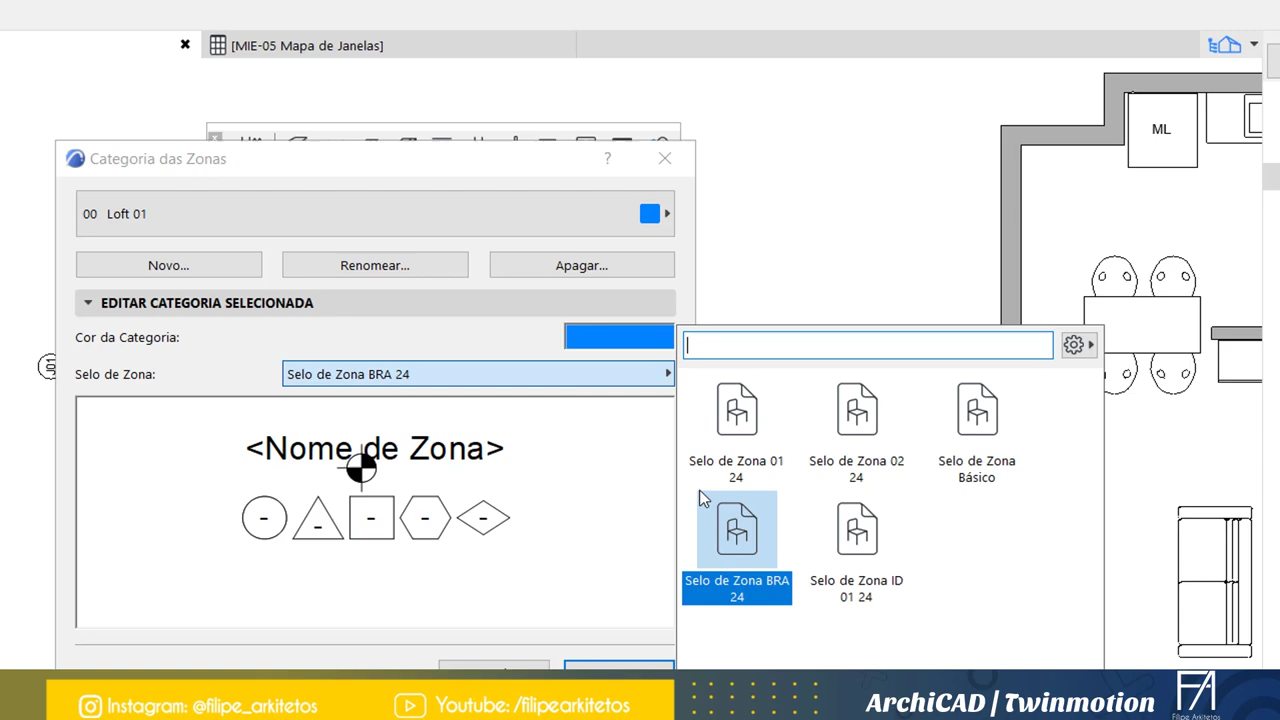 [MIE-05 Mapa de Janelas]
Categoria das Zonas
?
00 Loft 01
Novo...
Renomear...
Apagar...
EDITAR CATEGORIA SELECIONADA
Cor da Categoria:
Selo de Zona:
Selo de Zona BRA 24
<Nome de Zona>
- - - - -
Selo de Zona 01
24
Selo de Zona 02
24
Selo de Zona
Básico
Selo de Zona BRA
24
Selo de Zona ID
01 24
ML
J01
Instagram: @filipe_arkitetos
Youtube: /filipearkitetos
ArchiCAD | Twinmotion
FA
Filipe Arkitetos